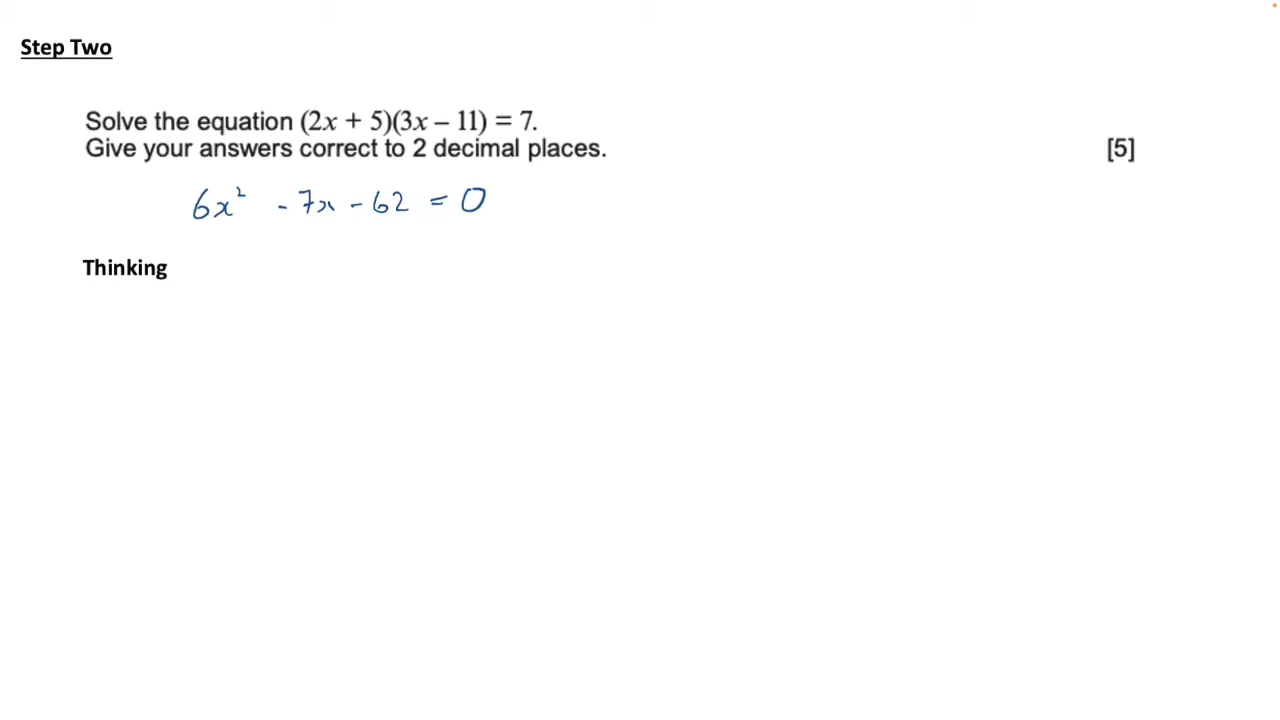 Step Two
Solve the equation (2x + 5)(3x – 11) = 7.
Give your answers correct to 2 decimal places. [5]
6x² - 7x - 62 = 0
Thinking